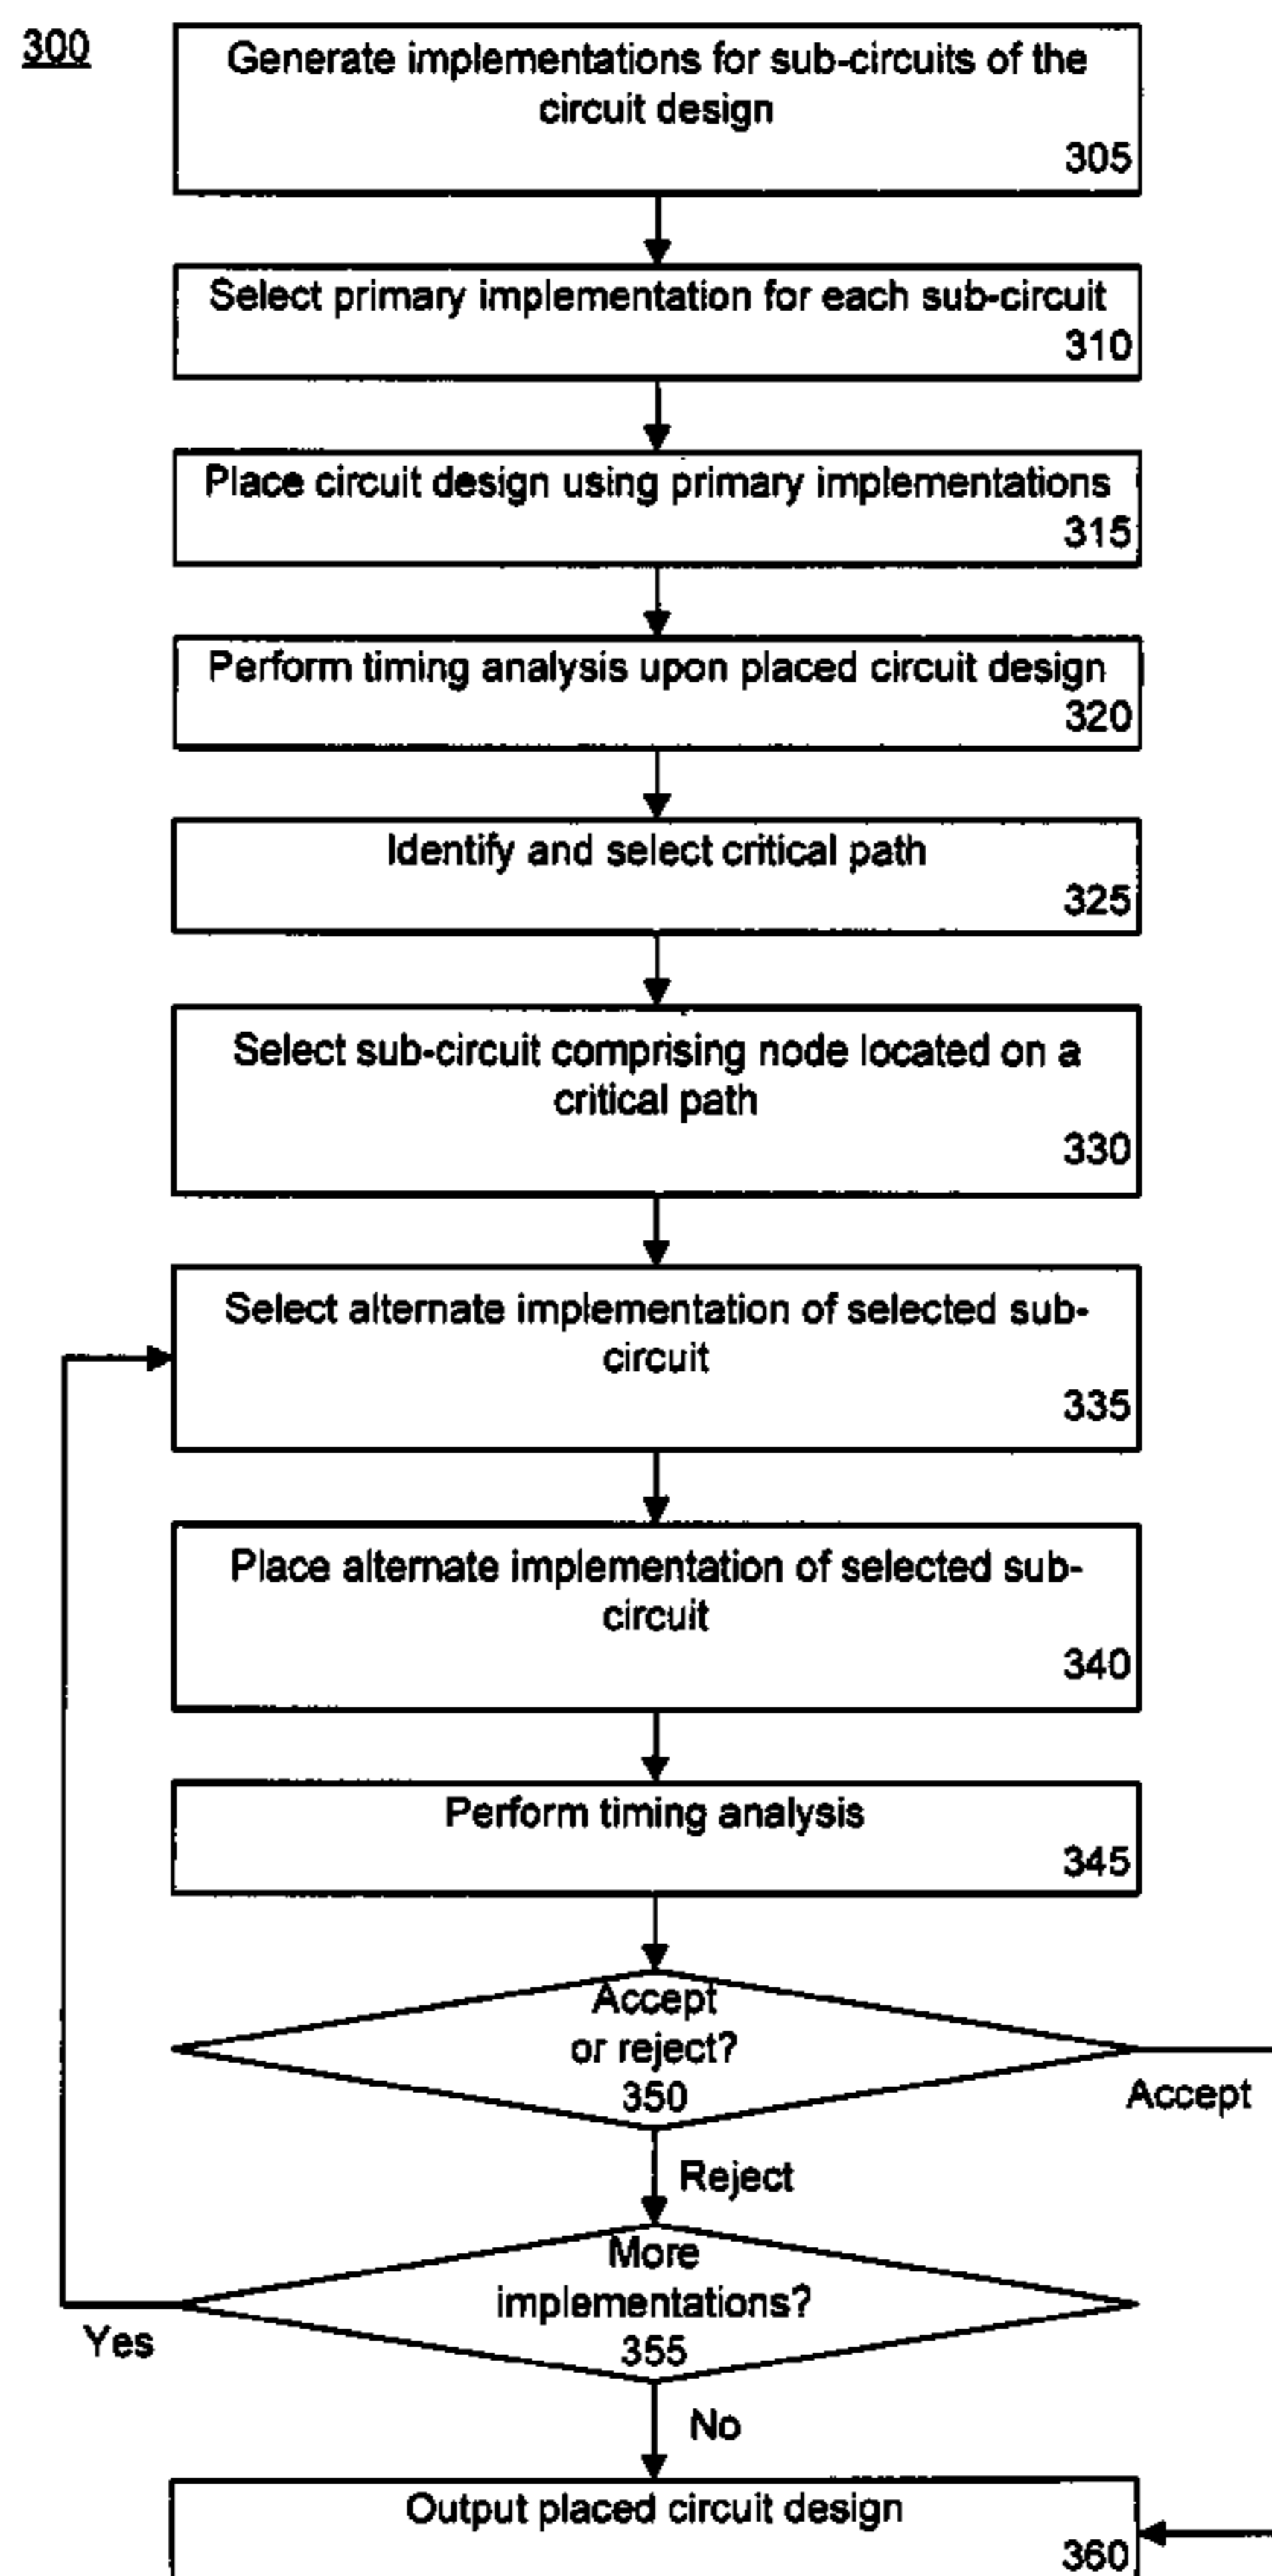 300
Generate implementations for sub-circuits of the
circuit design
305
Select primary implementation for each sub-circuit
310
Place circuit design using primary implementations
315
Perform timing analysis upon placed circuit design
320
Identify and select critical path
325
Select sub-circuit comprising node located on a
critical path
330
Select alternate implementation of selected sub-
circuit
335
Place alternate implementation of selected sub-
circuit
340
Perform timing analysis
345
Accept
or reject?
350
Accept
Reject
More
implementations?
355
Yes
No
Output placed circuit design
360